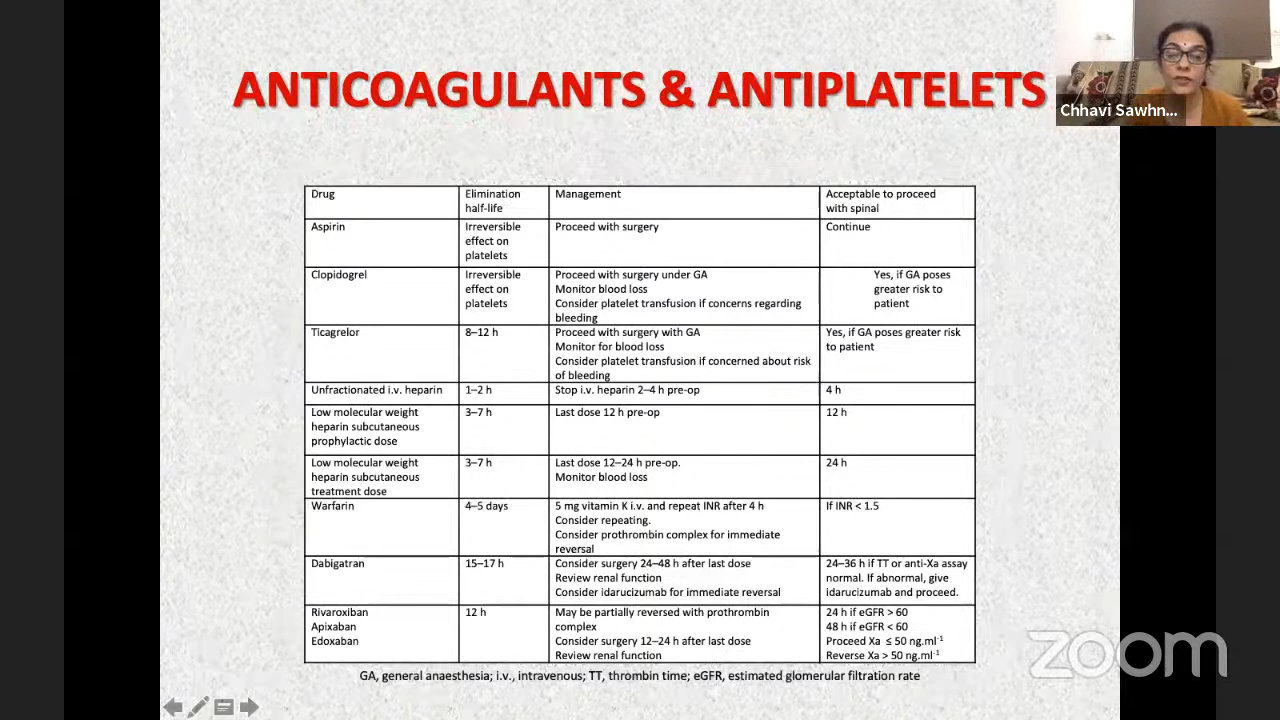 ANTICOAGULANTS & ANTIPLATELETS
Chhavi Sawhn...
Drug
Elimination
half-life
Management
Acceptable to proceed
with spinal
Aspirin
Irreversible
effect on
platelets
Proceed with surgery
Continue
Clopidogrel
Irreversible
effect on
platelets
Proceed with surgery under GA
Monitor blood loss
Consider platelet transfusion if concerns regarding
bleeding
Yes, if GA poses
greater risk to
patient
Ticagrelor
8–12 h
Proceed with surgery with GA
Monitor for blood loss
Consider platelet transfusion if concerned about risk
of bleeding
Yes, if GA poses greater risk
to patient
Unfractionated i.v. heparin
1–2 h
Stop i.v. heparin 2–4 h pre-op
4 h
Low molecular weight
heparin subcutaneous
prophylactic dose
3–7 h
Last dose 12 h pre-op
12 h
Low molecular weight
heparin subcutaneous
treatment dose
3–7 h
Last dose 12–24 h pre-op.
Monitor blood loss
24 h
Warfarin
4–5 days
5 mg vitamin K i.v. and repeat INR after 4 h
Consider repeating.
Consider prothrombin complex for immediate
reversal
If INR < 1.5
Dabigatran
15–17 h
Consider surgery 24–48 h after last dose
Review renal function
Consider idarucizumab for immediate reversal
24–36 h if TT or anti-Xa assay
normal. If abnormal, give
idarucizumab and proceed.
Rivaroxiban
Apixaban
Edoxaban
12 h
May be partially reversed with prothrombin
complex
Consider surgery 12–24 h after last dose
Review renal function
24 h if eGFR > 60
48 h if eGFR < 60
Proceed Xa ≤ 50 ng.ml⁻¹
Reverse Xa > 50 ng.ml⁻¹
GA, general anaesthesia; i.v., intravenous; TT, thrombin time; eGFR, estimated glomerular filtration rate
zoom